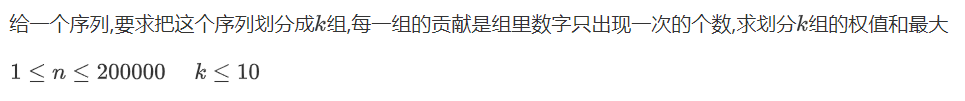 给一个序列,要求把这个序列划分成k组,每一组的贡献是组里数字只出现一次的个数,求划分k组的权值和最大
1 ≤ n ≤ 200000 k ≤ 10